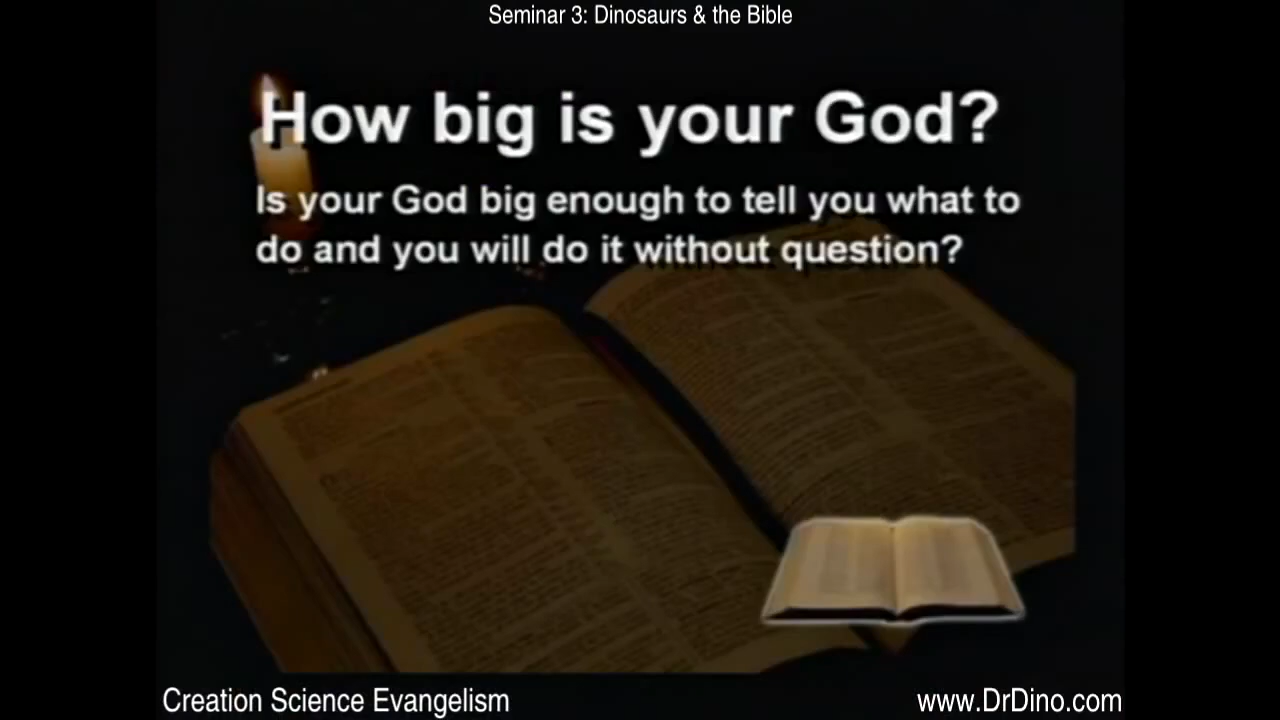 Seminar 3: Dinosaurs & the Bible
How big is your God?
Is your God big enough to tell you what to
do and you will do it without question?
Creation Science Evangelism
www.DrDino.com